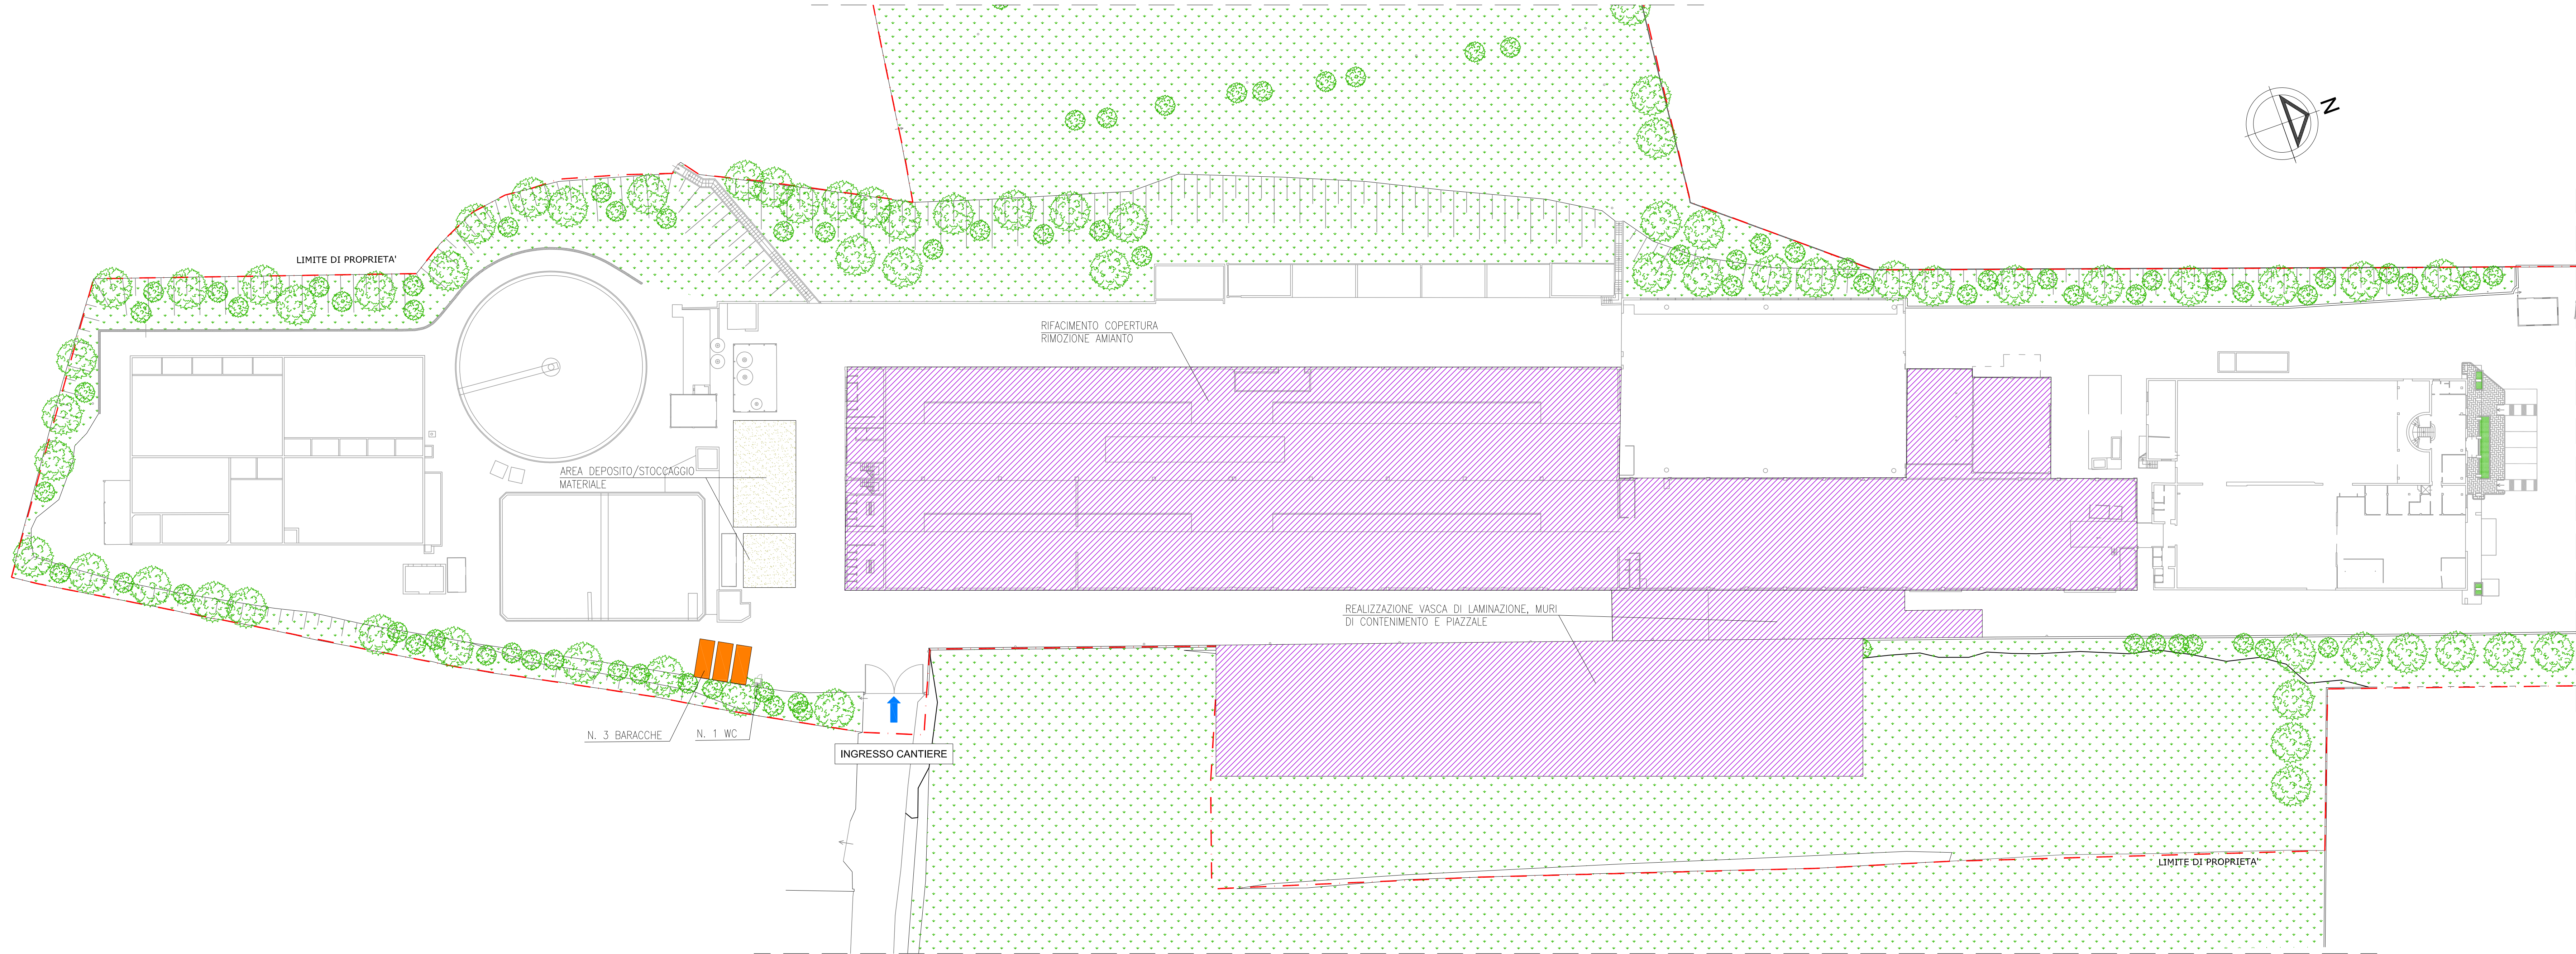 N
LIMITE DI PROPRIETA'
RIFACIMENTO COPERTURA
RIMOZIONE AMIANTO
AREA DEPOSITO/STOCCAGGIO
MATERIALE
REALIZZAZIONE VASCA DI LAMINAZIONE, MURI
DI CONTENIMENTO E PIAZZALE
N. 3 BARACCHE
N. 1 WC
INGRESSO CANTIERE
LIMITE DI PROPRIETA'